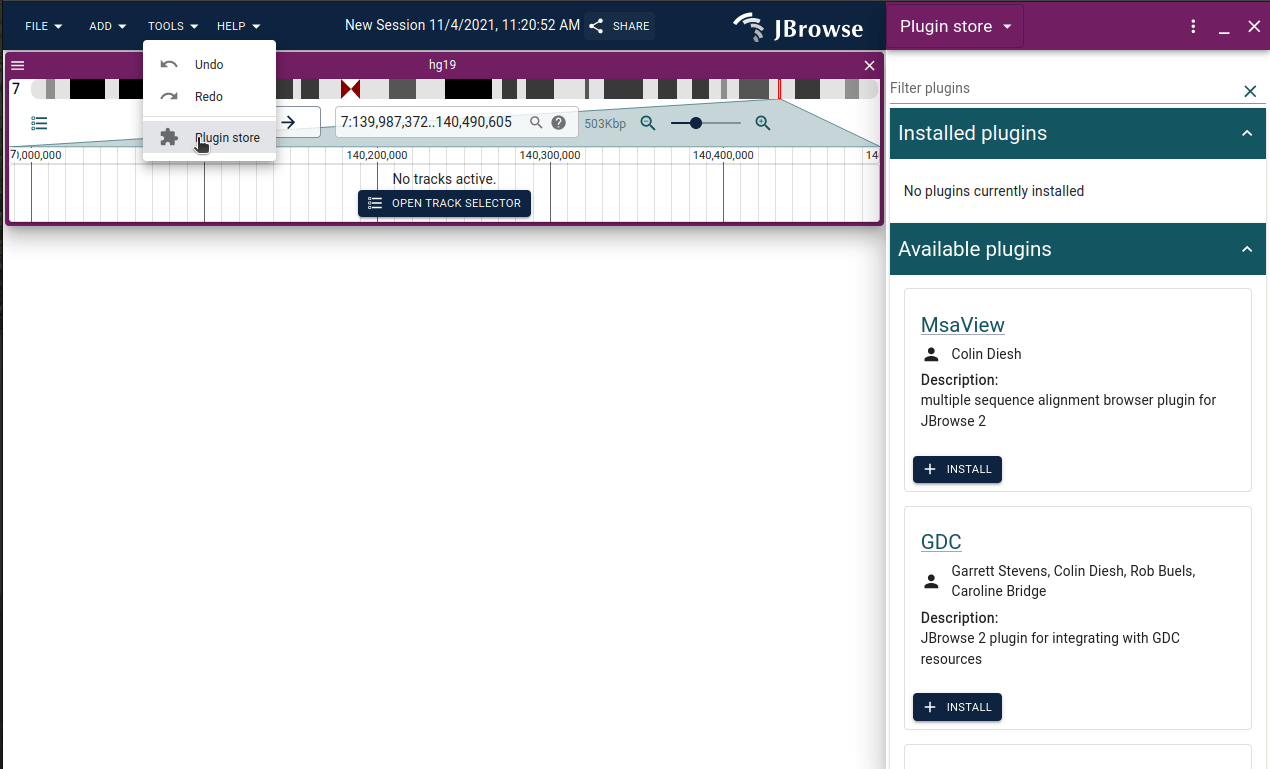 FILE ADD TOOLS HELP New Session 11/4/2021, 11:20:52 AM SHARE JBrowse
Undo
Redo
Plugin store
hg19
7
7:139,987,372..140,490,605 503Kbp
140,200,000 140,300,000 140,400,000
No tracks active.
OPEN TRACK SELECTOR
Plugin store
Filter plugins
Installed plugins
No plugins currently installed
Available plugins
MsaView
Colin Diesh
Description:
multiple sequence alignment browser plugin for
JBrowse 2
INSTALL
GDC
Garrett Stevens, Colin Diesh, Rob Buels,
Caroline Bridge
Description:
JBrowse 2 plugin for integrating with GDC
resources
INSTALL